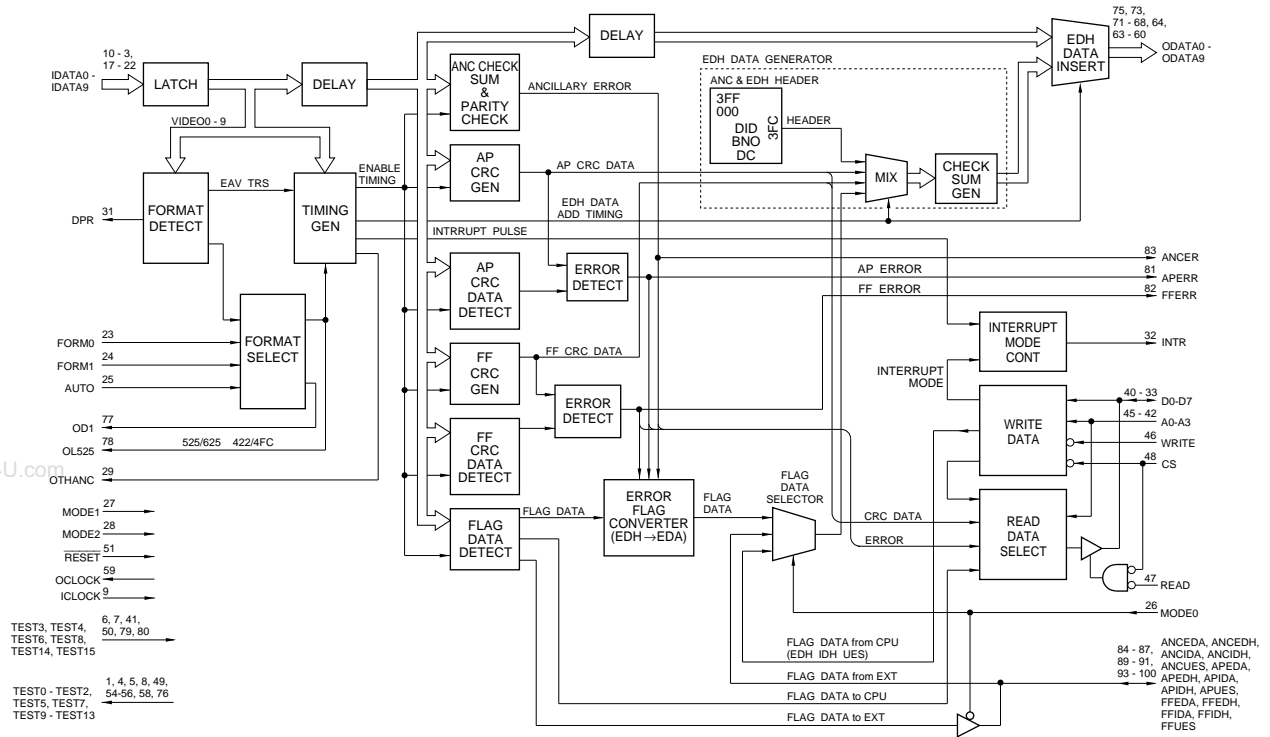 10 - 3,
17 - 22
IDATA0 -
IDATA9
LATCH
DELAY
VIDEO0 - 9
DELAY
75, 73,
71 - 68, 64,
63 - 60
EDH
DATA
INSERT
ODATA0 -
ODATA9
ANC CHECK
SUM
&
PARITY
CHECK
ANCILLARY ERROR
EDH DATA GENERATOR
ANC & EDH HEADER
3FF
000
DID
BNO
DC
3FC
HEADER
MIX
CHECK
SUM
GEN
AP
CRC
GEN
AP CRC DATA
ENABLE
TIMING
EAV TRS
FORMAT
DETECT
31
DPR
TIMING
GEN
EDH DATA
ADD TIMING
INTRRUPT PULSE
AP
CRC
DATA
DETECT
ERROR
DETECT
83
ANCER
AP ERROR
81
APERR
FF ERROR
82
FFERR
FORMAT
SELECT
23
FORM0
24
FORM1
25
AUTO
FF
CRC
GEN
FF CRC DATA
ERROR
DETECT
INTERRUPT
MODE
CONT
32
INTR
INTERRUPT
MODE
WRITE
DATA
40 - 33
D0-D7
45 - 42
A0-A3
46
WRITE
48
CS
77
OD1
78
OL525
525/625 422/4FC
29
OTHANC
U.com
FF
CRC
DATA
DETECT
27
MODE1
28
MODE2
51
RESET
59
OCLOCK
9
ICLOCK
FLAG
DATA
DETECT
FLAG DATA
ERROR
FLAG
CONVERTER
(EDH→EDA)
FLAG
DATA
FLAG
DATA
SELECTOR
CRC DATA
ERROR
READ
DATA
SELECT
47
READ
26
MODE0
TEST3, TEST4,
TEST6, TEST8,
TEST14, TEST15
6, 7, 41,
50, 79, 80
TEST0 - TEST2,
TEST5, TEST7,
TEST9 - TEST13
1, 4, 5, 8, 49,
54-56, 58, 76
FLAG DATA from CPU
(EDH IDH UES)
FLAG DATA from EXT
FLAG DATA to CPU
FLAG DATA to EXT
84 - 87,
89 - 91,
93 - 100
ANCEDA, ANCEDH,
ANCIDA, ANCIDH,
ANCUES, APEDA,
APEDH, APIDA,
APIDH, APUES,
FFEDA, FFEDH,
FFIDA, FFIDH,
FFUES